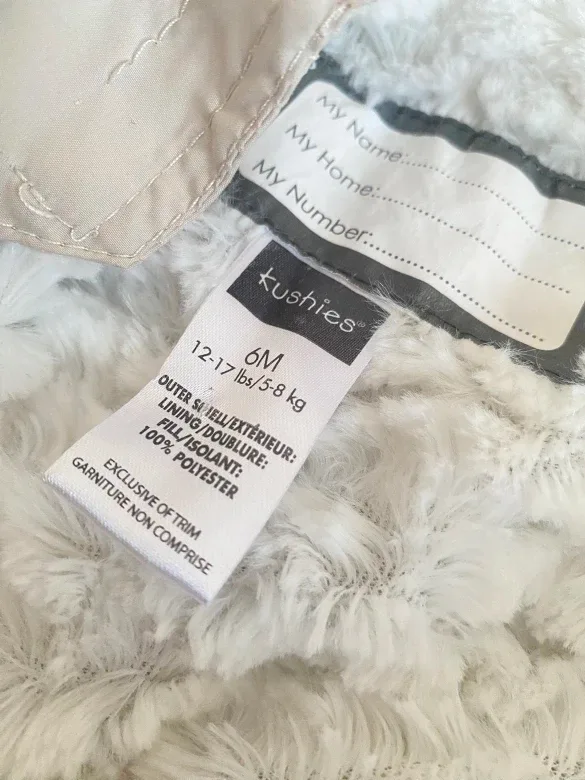 My Name:
My Home:
My Number:
kushies®
6M
12-17 lbs/5-8 kg
OUTER SHELL/EXTÉRIEUR:
LINING/DOUBLURE:
FILL/ISOLANT:
100% POLYESTER
EXCLUSIVE OF TRIM
GARNITURE NON COMPRISE